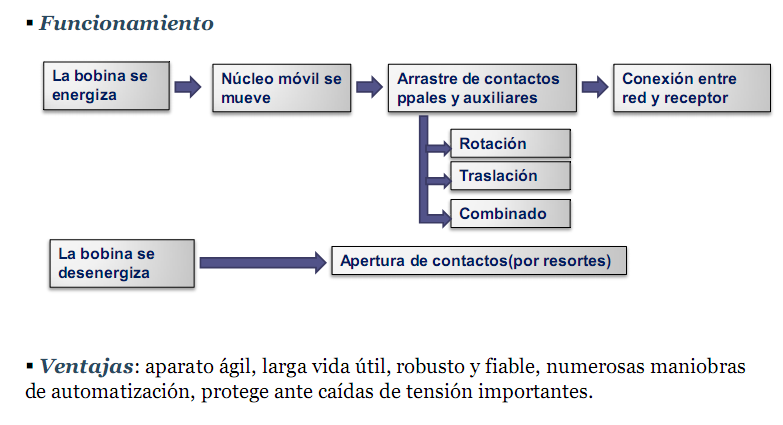 ▪ Funcionamiento
La bobina se
energiza
Núcleo móvil se
mueve
Arrastre de contactos
ppales y auxiliares
Conexión entre
red y receptor
Rotación
Traslación
Combinado
La bobina se
desenergiza
Apertura de contactos(por resortes)
▪ Ventajas: aparato ágil, larga vida útil, robusto y fiable, numerosas maniobras
de automatización, protege ante caídas de tensión importantes.